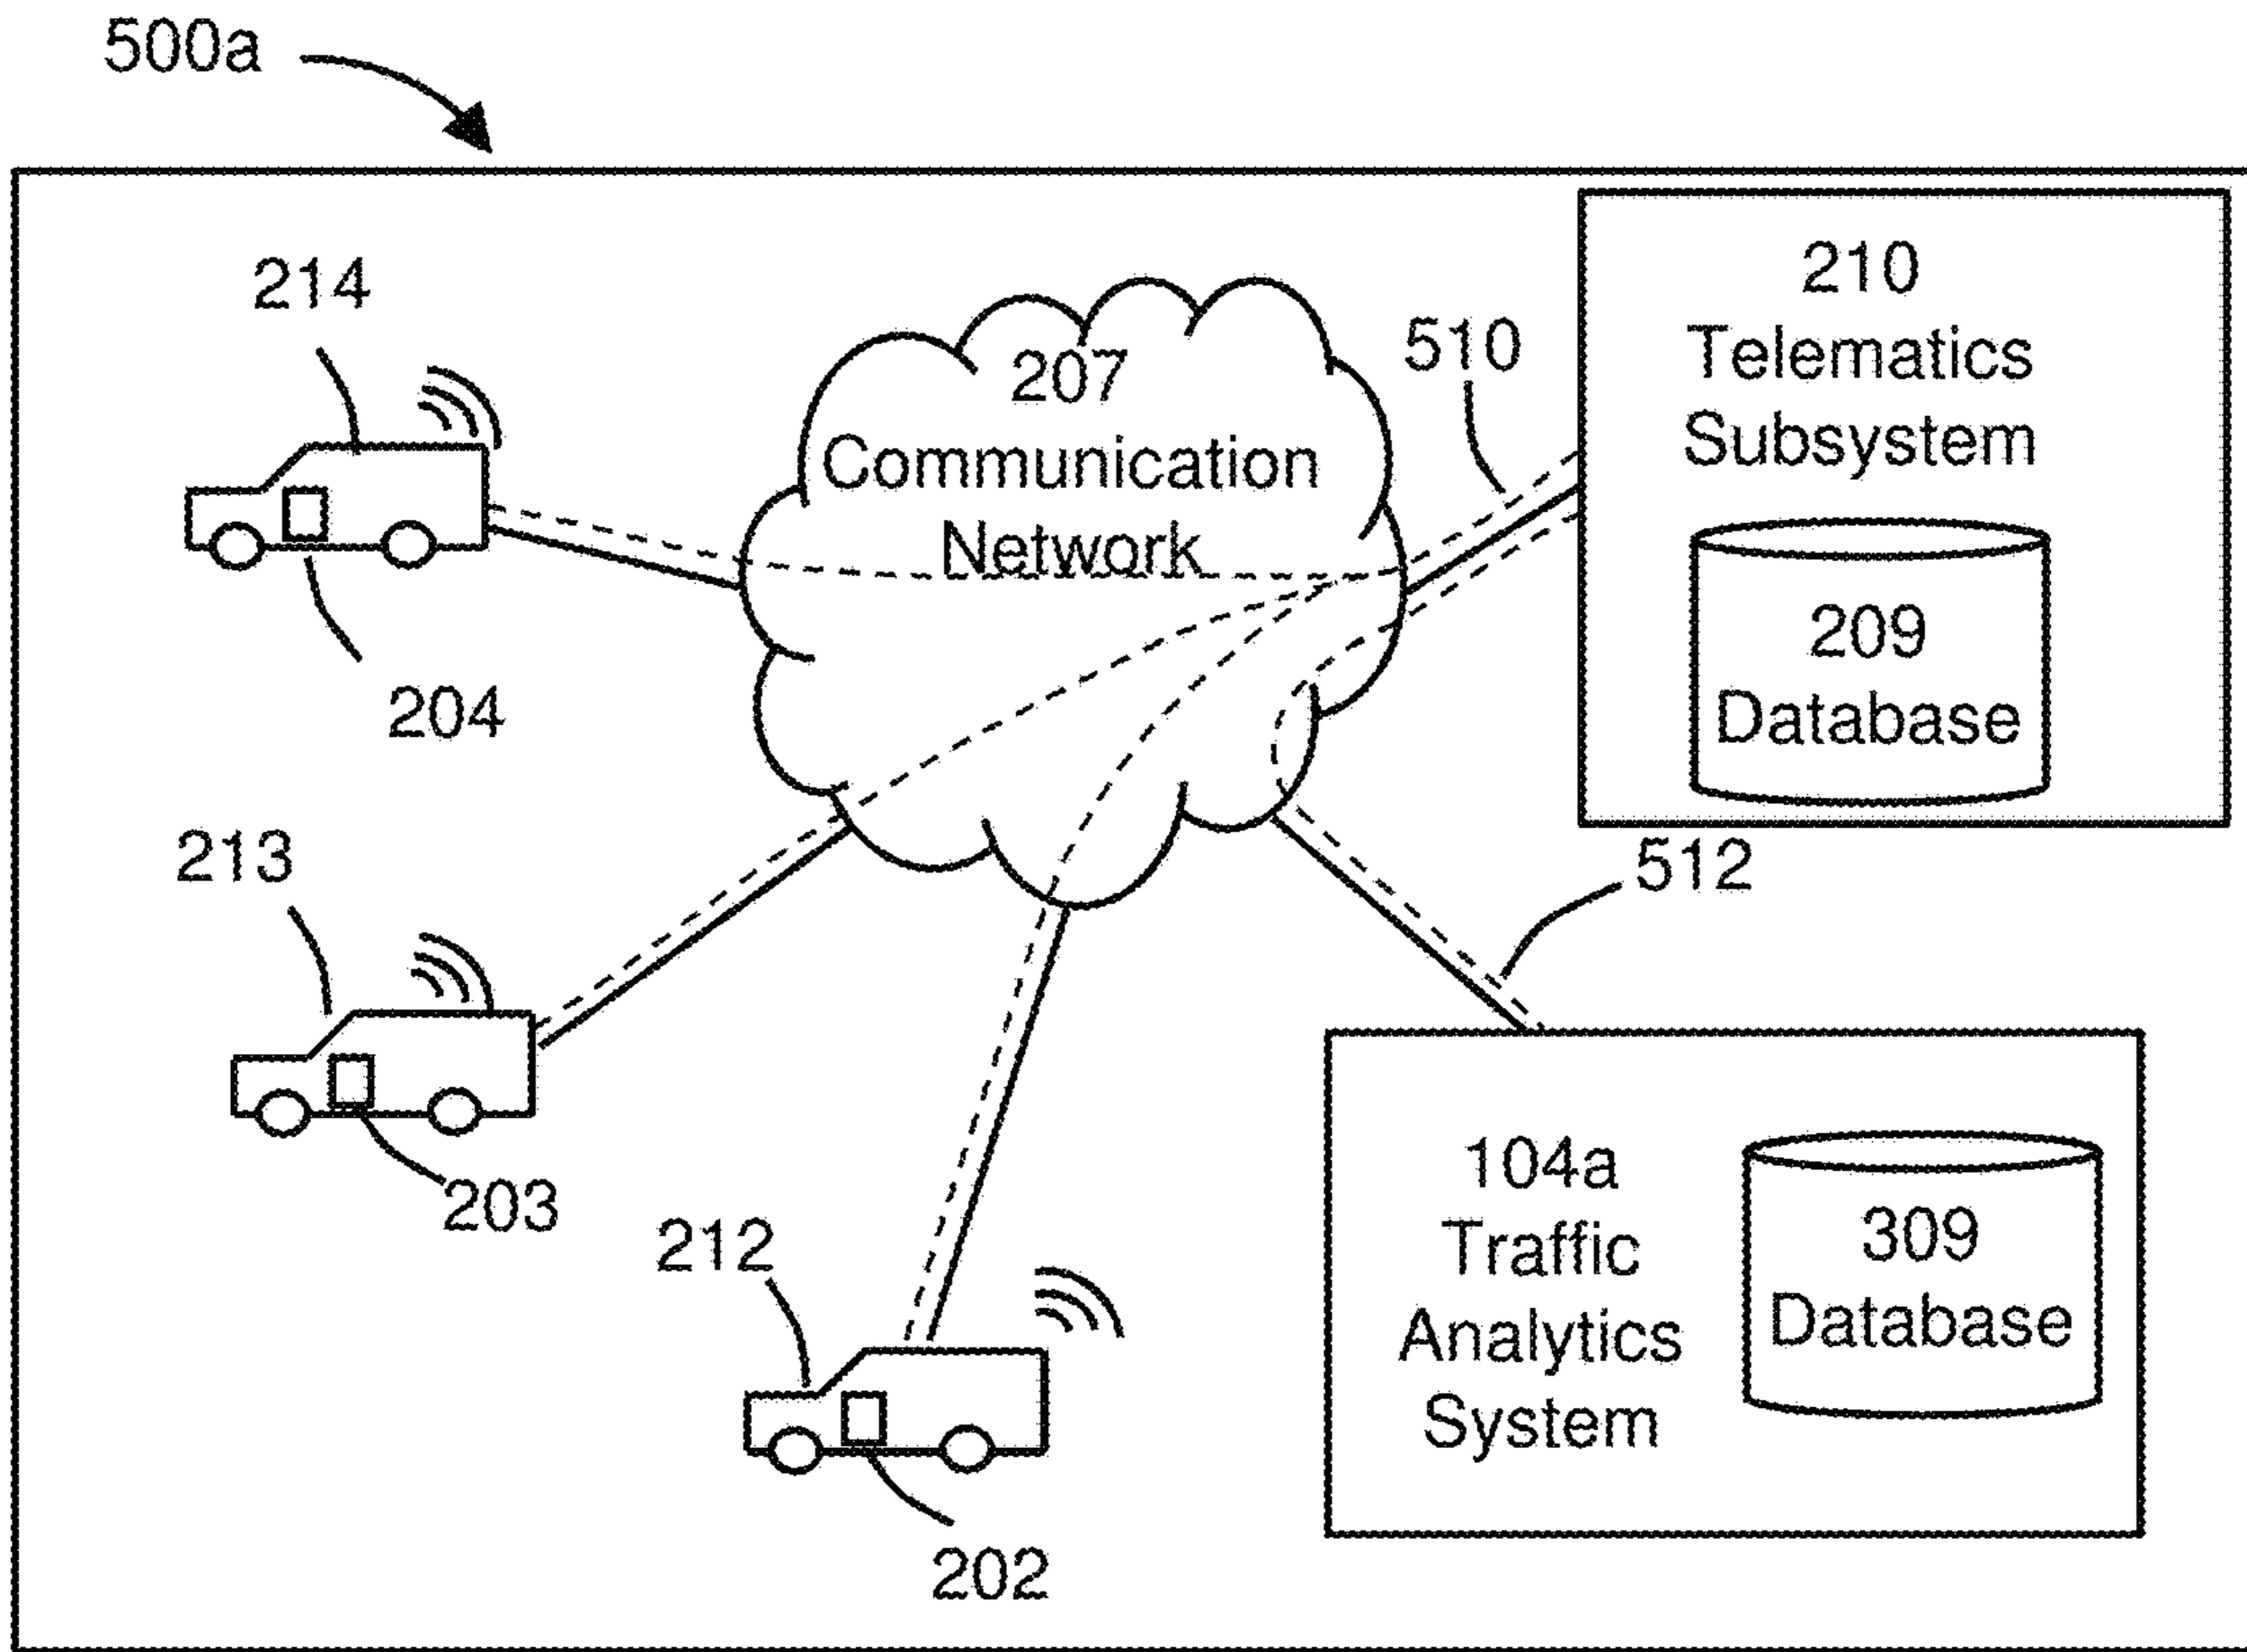 500a
214
207
Communication
Network
510
210
Telematics
Subsystem
209
Database
204
213
203
512
212
202
104a
Traffic
Analytics
System
309
Database